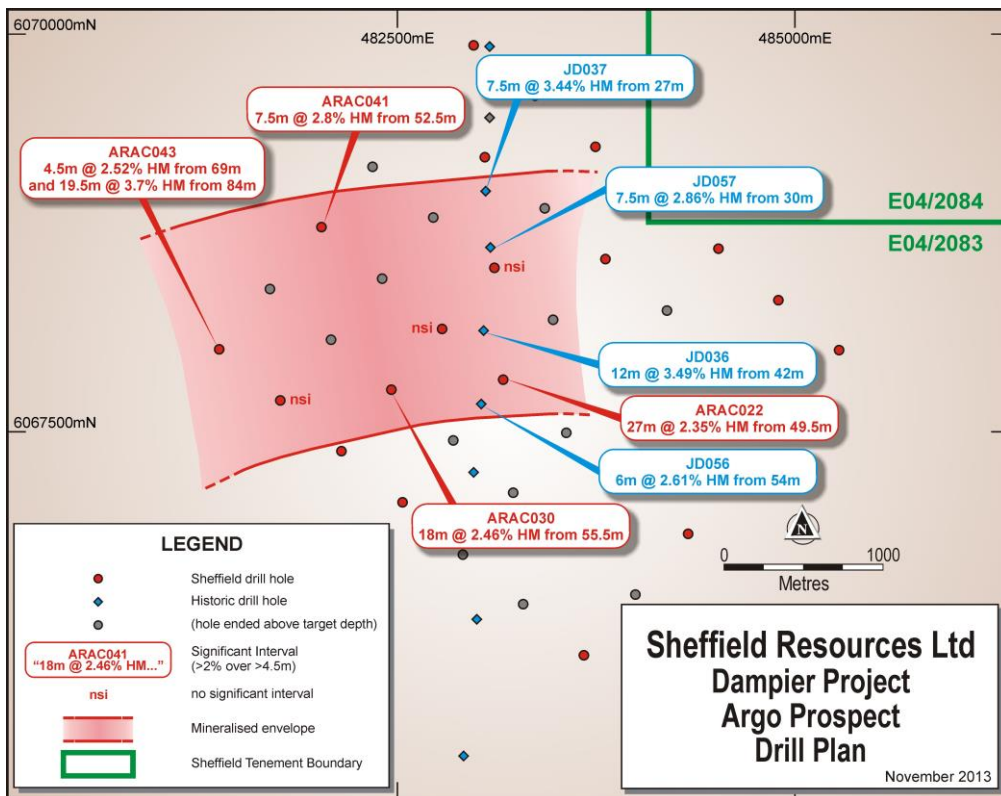 6070000mN
482500mE
485000mE
JD037
7.5m @ 3.44% HM from 27m
ARAC041
7.5m @ 2.8% HM from 52.5m
ARAC043
4.5m @ 2.52% HM from 69m
and 19.5m @ 3.7% HM from 84m
JD057
7.5m @ 2.86% HM from 30m
E04/2084
E04/2083
nsi
nsi
nsi
JD036
12m @ 3.49% HM from 42m
ARAC022
27m @ 2.35% HM from 49.5m
6067500mN
JD056
6m @ 2.61% HM from 54m
ARAC030
18m @ 2.46% HM from 55.5m
N
0 1000
Metres
LEGEND
Sheffield drill hole
Historic drill hole
(hole ended above target depth)
ARAC041
"18m @ 2.46% HM..."
Significant Interval
(>2% over >4.5m)
nsi
no significant interval
Mineralised envelope
Sheffield Tenement Boundary
Sheffield Resources Ltd
Dampier Project
Argo Prospect
Drill Plan
November 2013